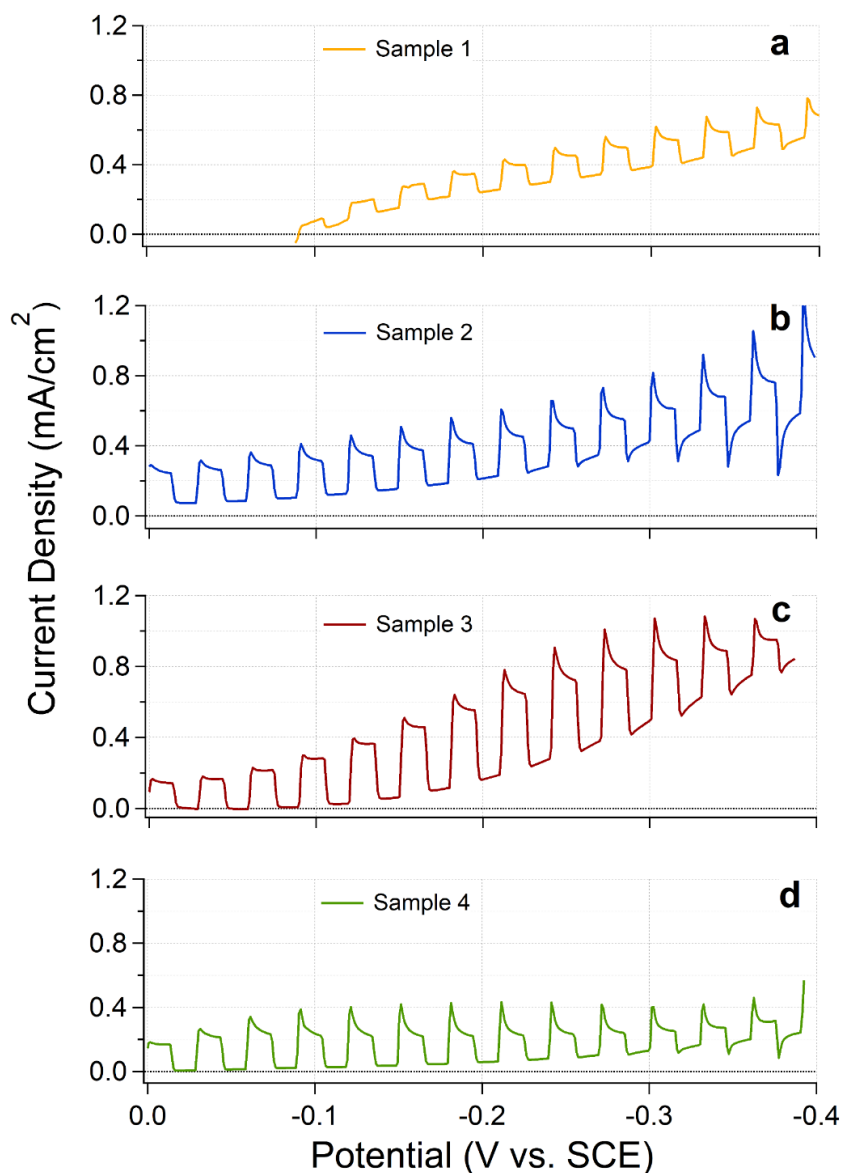 Current Density (mA/cm²)
1.2
0.8
0.4
0.0
Sample 1
a
1.2
0.8
0.4
0.0
Sample 2
b
1.2
0.8
0.4
0.0
Sample 3
c
1.2
0.8
0.4
0.0
Sample 4
d
0.0 -0.1 -0.2 -0.3 -0.4
Potential (V vs. SCE)